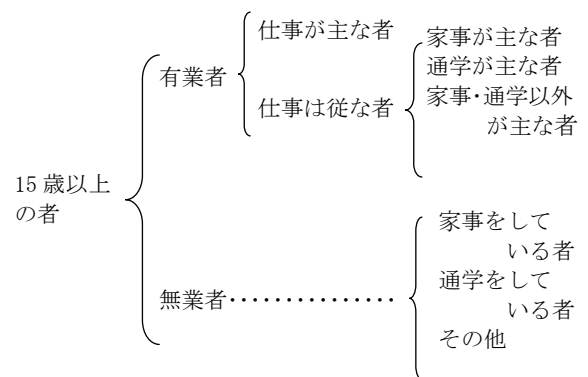 15 歳以上
の者
有業者
仕事が主な者
仕事は従な者
家事が主な者
通学が主な者
家事・通学以外
が主な者
無業者・・・・・・・・・・・・・・・
家事をして
いる者
通学をして
いる者
その他